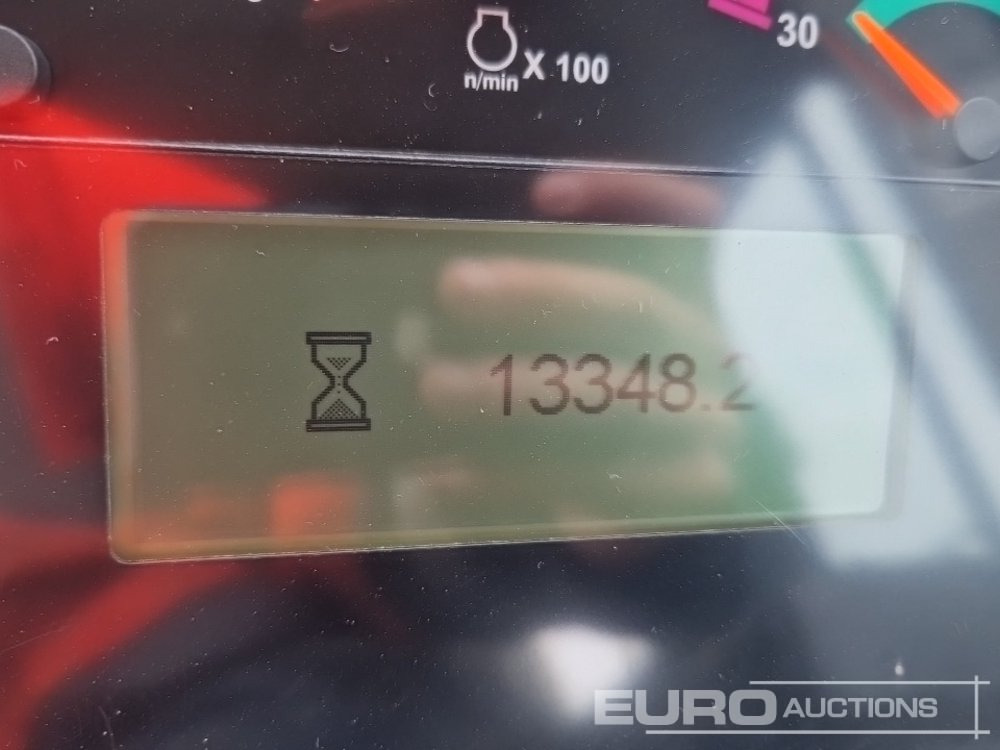 30
X 100
n/min
13348.2
EURO AUCTIONS